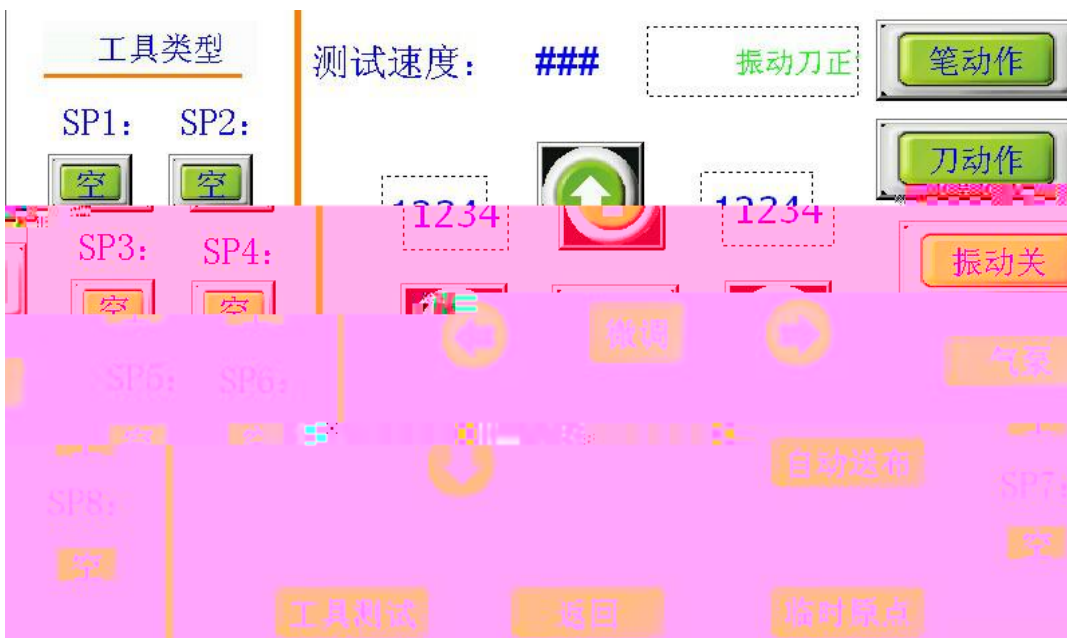 工具类型
测试速度： ###
振动刀正
笔动作
SP1： SP2：
刀动作
空 空
1234 1234
SP3： SP4：
振动关
空 空
微调
气泵
SP5： SP6：
空 空
自动送布
SP8： SP7：
空 空
工具测试 返回 临时原点